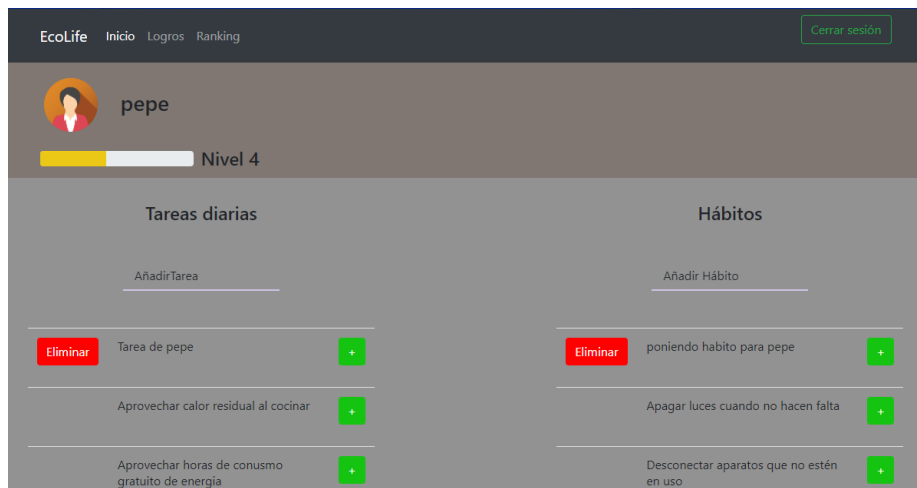 EcoLife Inicio Logros Ranking Cerrar sesión
pepe
Nivel 4
Tareas diarias
AñadirTarea
Eliminar Tarea de pepe +
Aprovechar calor residual al cocinar +
Aprovechar horas de conusmo
gratuito de energia +
Hábitos
Añadir Hábito
Eliminar poniendo habito para pepe +
Apagar luces cuando no hacen falta +
Desconectar aparatos que no estén
en uso +